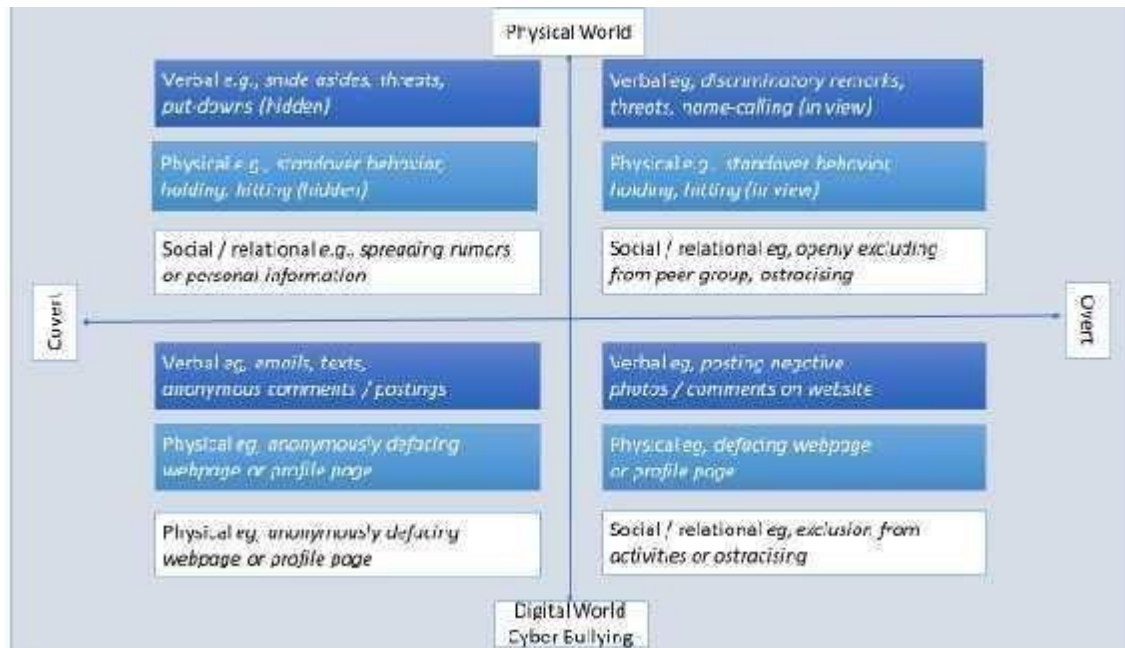 Physical World
Verbal e.g., snide asides, threats,
put-downs (hidden)
Verbal eg, discriminatory remarks,
threats, name-calling (in view)
Physical e.g., standover behavior,
holding, hitting (hidden)
Physical e.g., standover behavior,
holding, hitting (in view)
Social / relational e.g., spreading rumors
or personal information
Social / relational eg, openly excluding
from peer group, ostracising
Covert
Overt
Verbal eg, emails, texts,
anonymous comments / postings
Verbal eg, posting negative
photos / comments on website
Physical eg, anonymously defacing
webpage or profile page
Physical eg, defacing webpage
or profile page
Physical eg, anonymously defacing
webpage or profile page
Social / relational eg, exclusion from
activities or ostracising
Digital World
Cyber Bullying